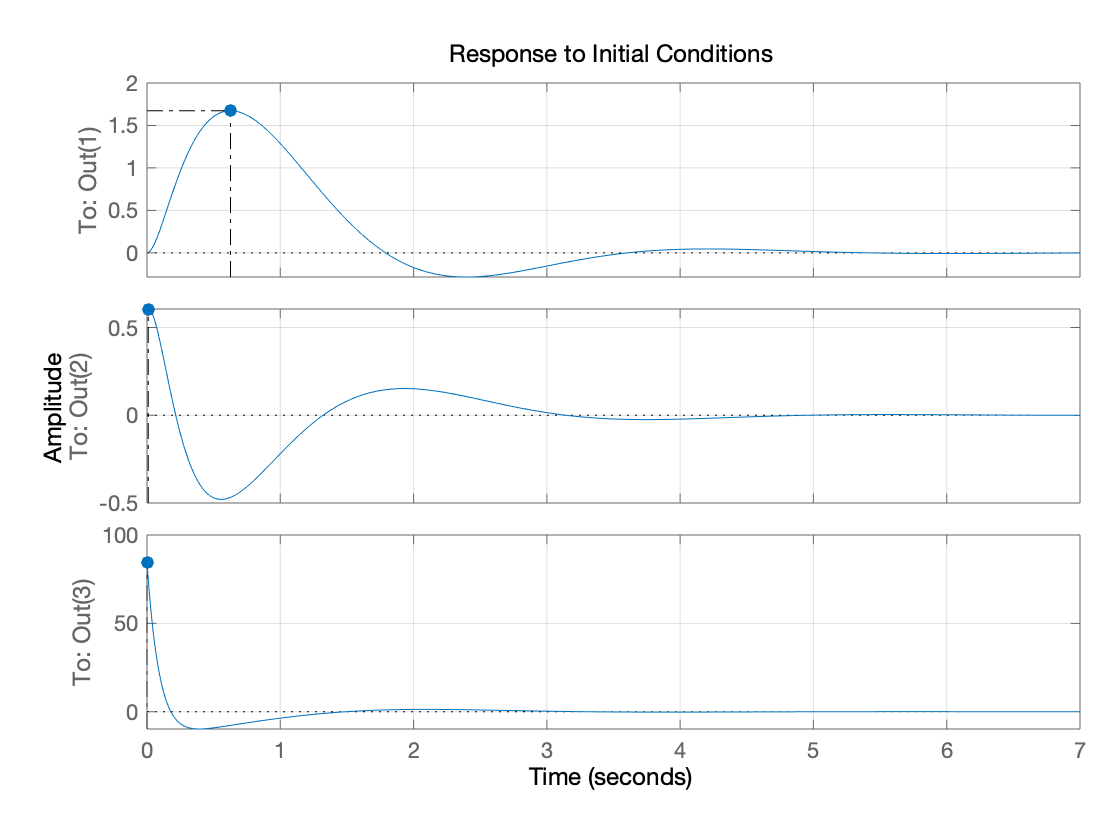 Response to Initial Conditions
To: Out(1)
2
1.5
1
0.5
0
Amplitude
To: Out(2)
0.5
0
-0.5
To: Out(3)
100
50
0
0 1 2 3 4 5 6 7
Time (seconds)